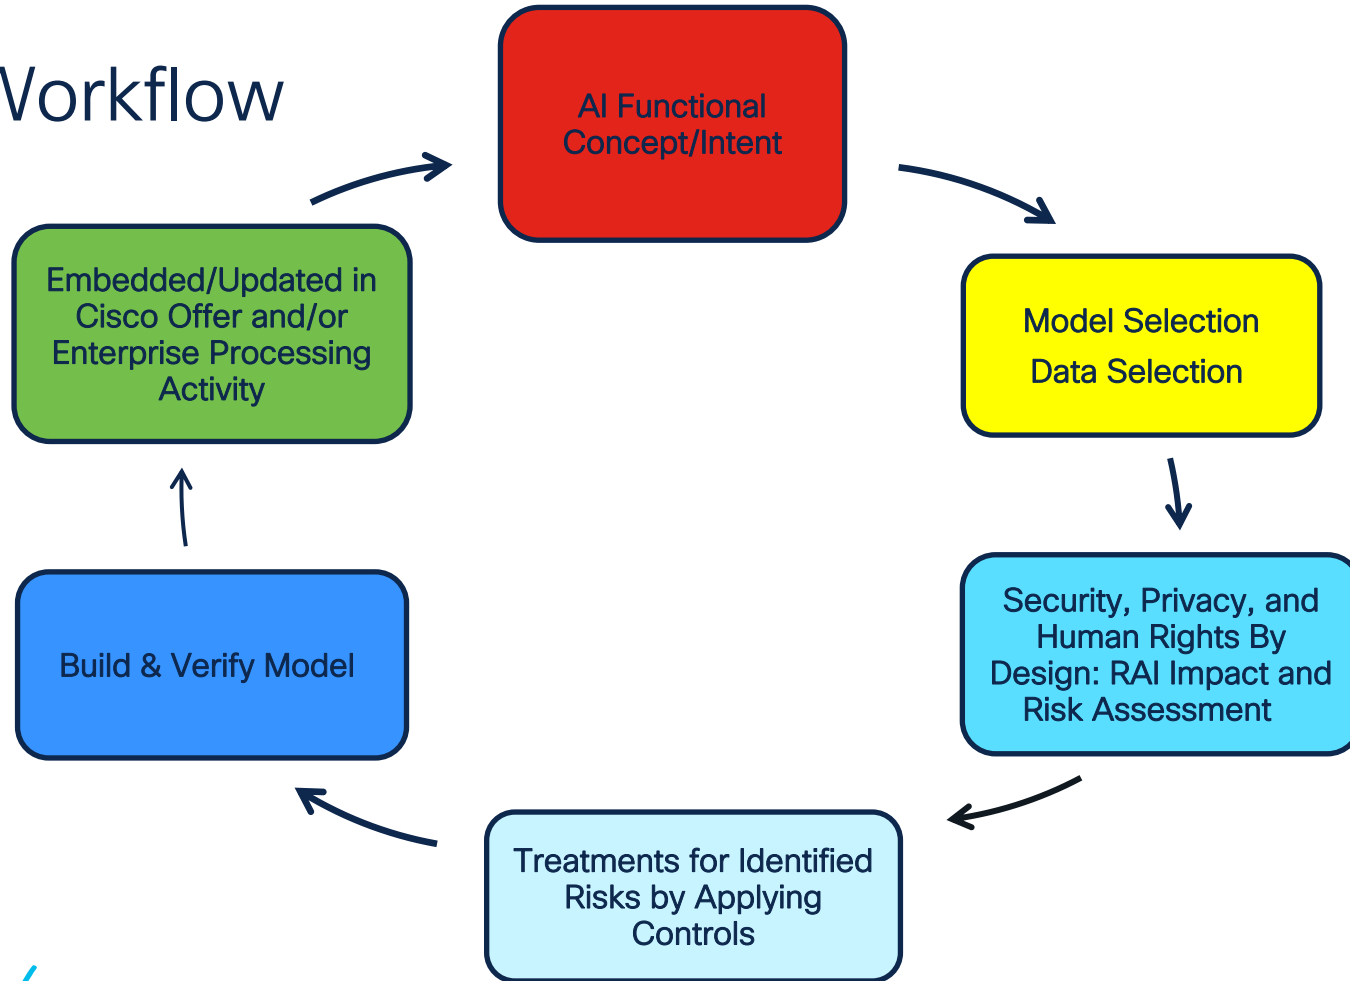 Workflow
AI Functional
Concept/Intent
Model Selection
Data Selection
Security, Privacy, and
Human Rights By
Design: RAI Impact and
Risk Assessment
Treatments for Identified
Risks by Applying
Controls
Build & Verify Model
Embedded/Updated in
Cisco Offer and/or
Enterprise Processing
Activity